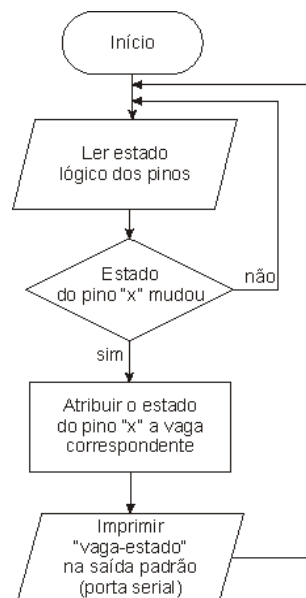 Início
Ler estado
lógico dos pinos
Estado
do pino "x" mudou
não
sim
Atribuir o estado
do pino "x" a vaga
correspondente
Imprimir
"vaga-estado"
na saída padrão
(porta serial)